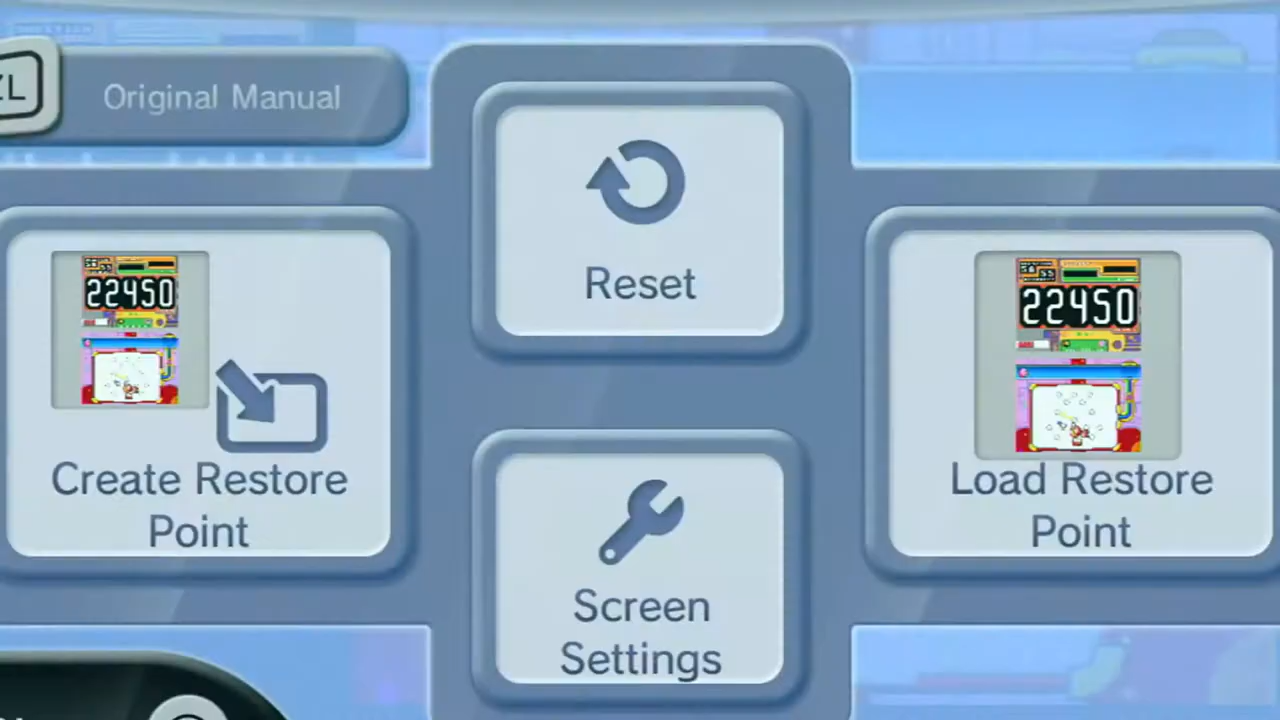 ZL
Original Manual
Reset
22450
Create Restore
Point
22450
Load Restore
Point
Screen
Settings